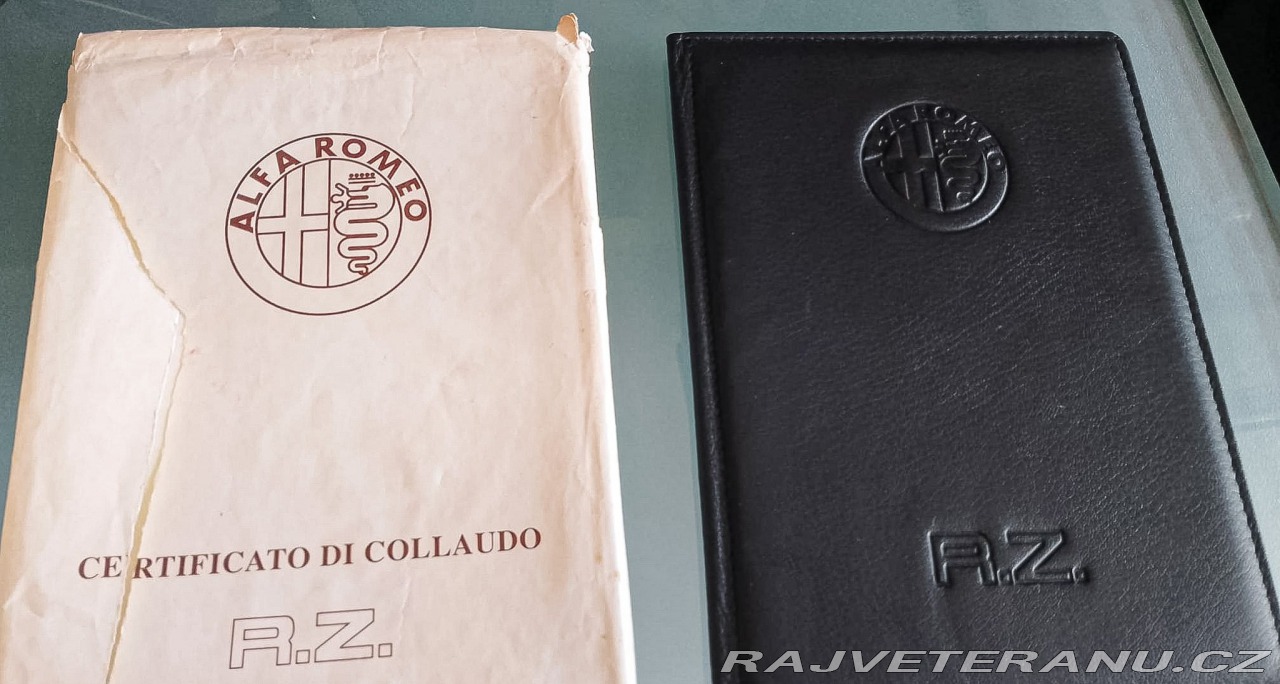 ALFA ROMEO
CERTIFICATO DI COLLAUDO
R.Z.
ALFA ROMEO
R.Z.
RAJVETERANU.CZ